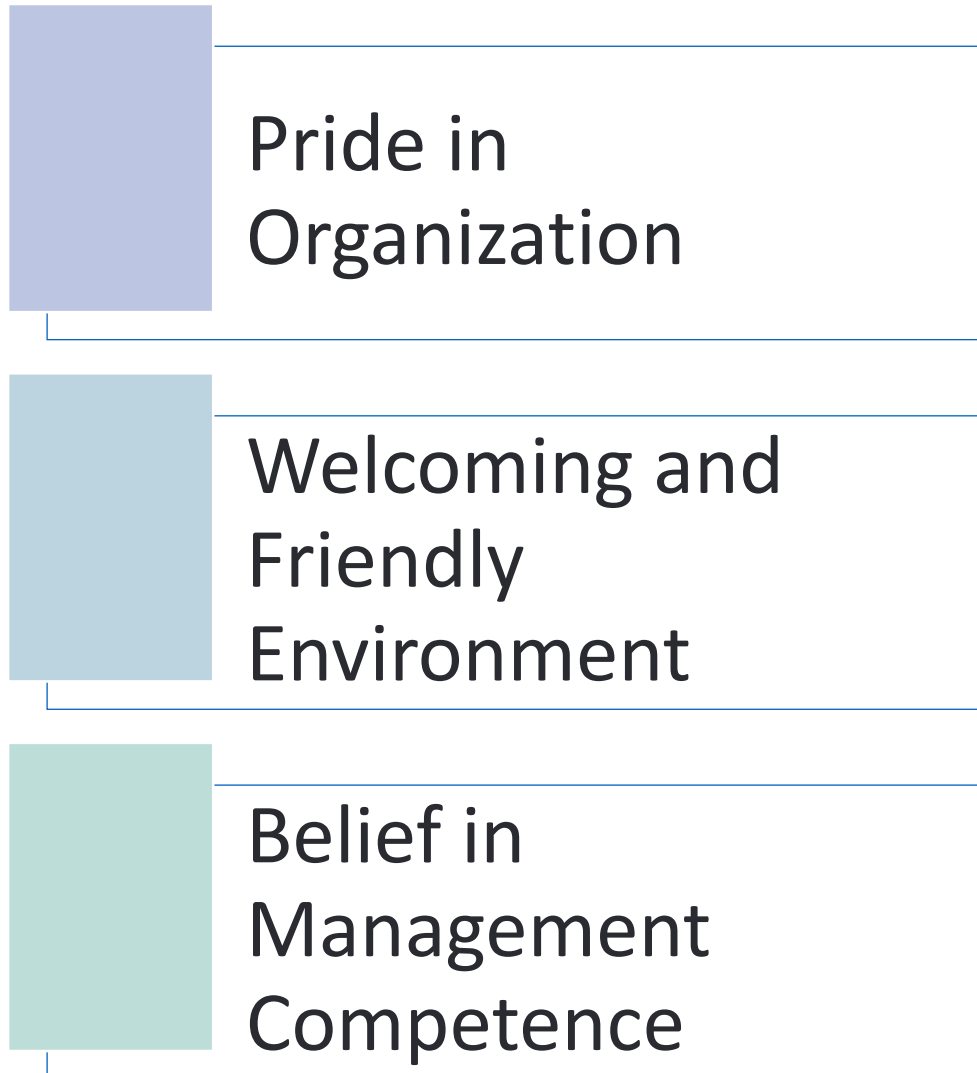 Pride in
Organization
Welcoming and
Friendly
Environment
Belief in
Management
Competence